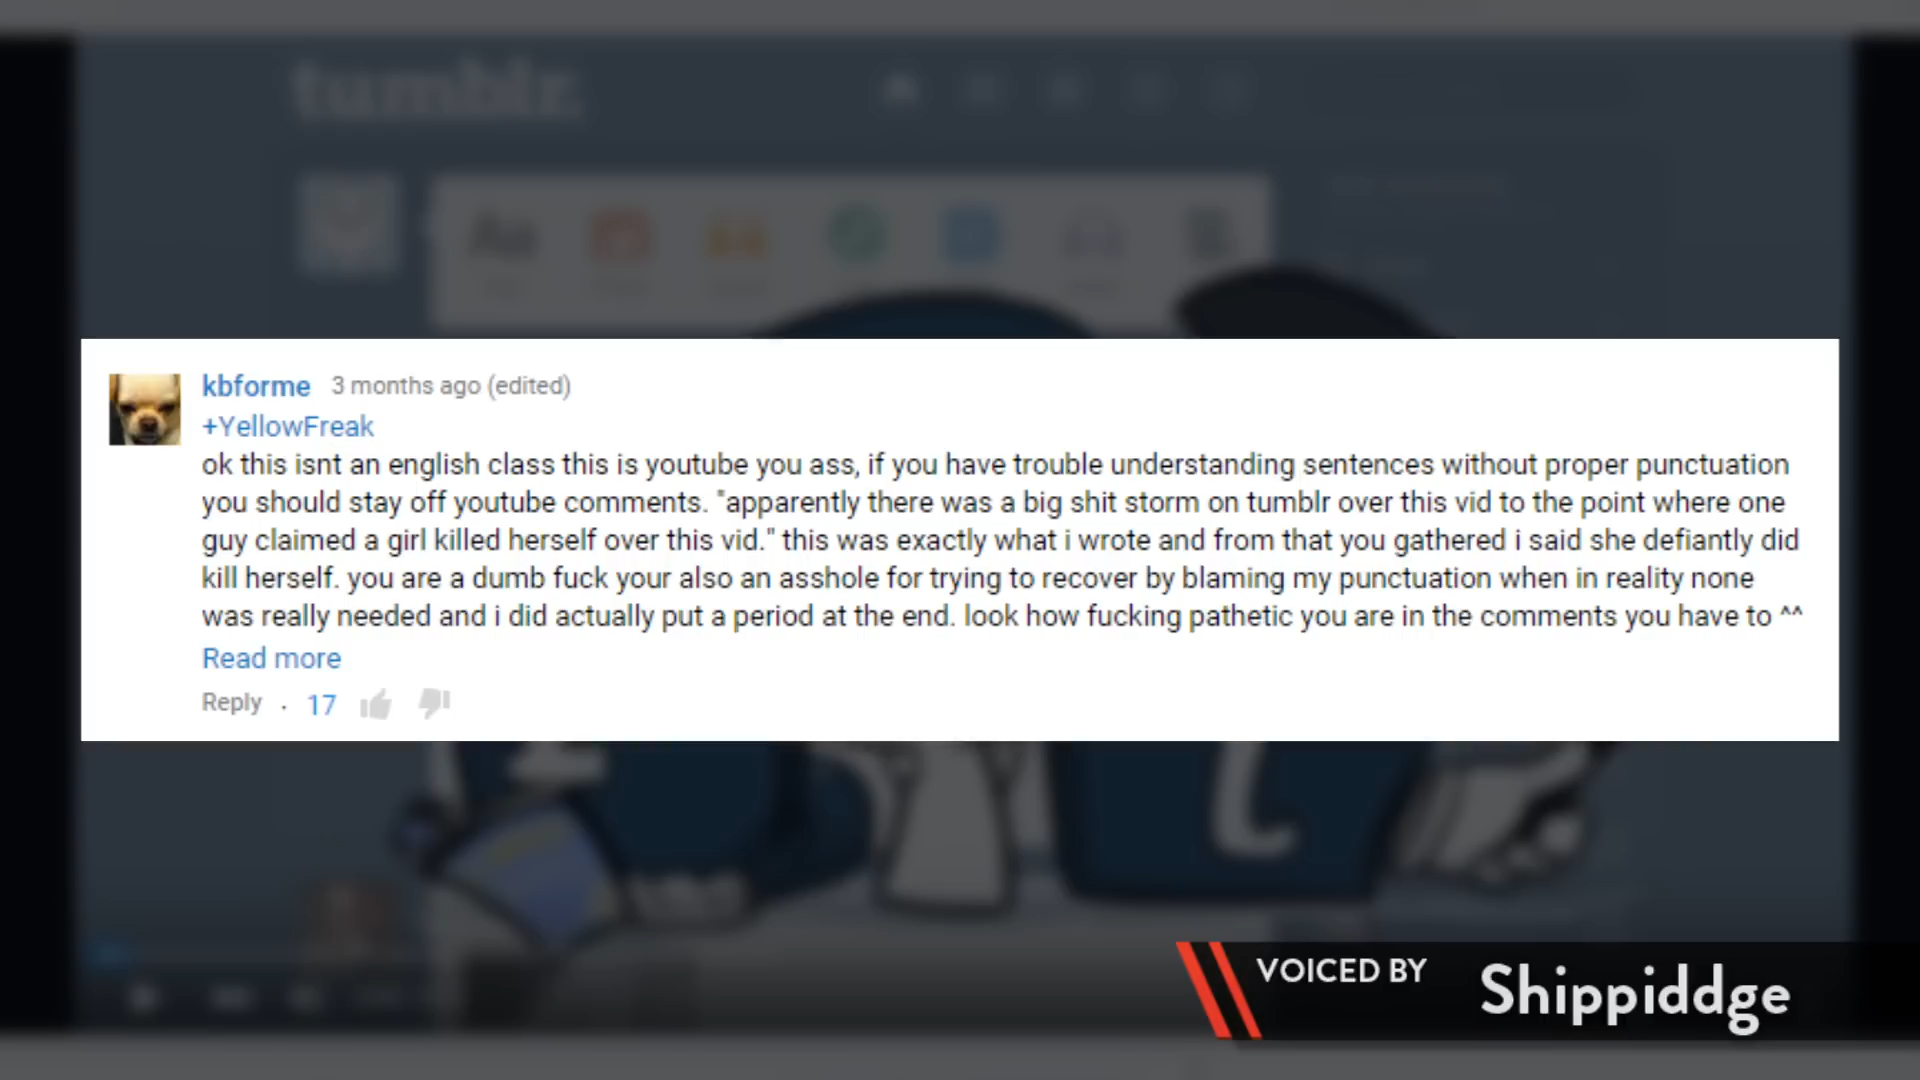 tumblr.
Aa
kbforme 3 months ago (edited)
+YellowFreak
ok this isnt an english class this is youtube you ass, if you have trouble understanding sentences without proper punctuation
you should stay off youtube comments. "apparently there was a big shit storm on tumblr over this vid to the point where one
guy claimed a girl killed herself over this vid." this was exactly what i wrote and from that you gathered i said she defiantly did
kill herself. you are a dumb fuck your also an asshole for trying to recover by blaming my punctuation when in reality none
was really needed and i did actually put a period at the end. look how fucking pathetic you are in the comments you have to ^^
Read more
Reply · 17
VOICED BY Shippiddge